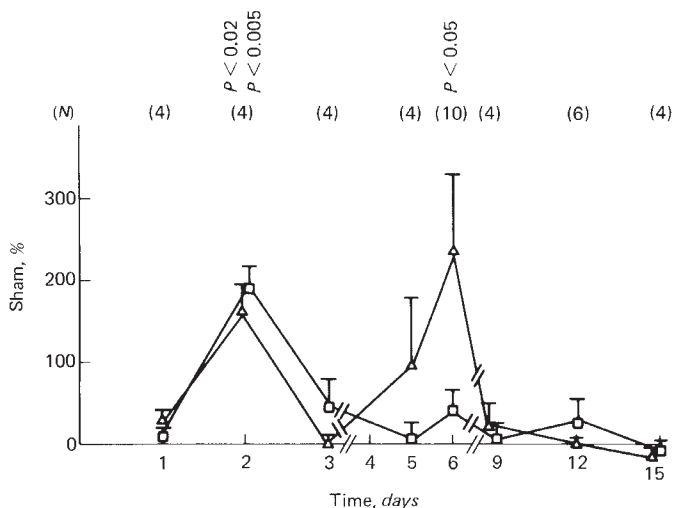 P < 0.02
P < 0.005
P < 0.05
(N) (4) (4) (4) (4) (10) (4) (6) (4)
300
200
100
0
Sham, %
1 2 3 4 5 6 9 12 15
Time, days